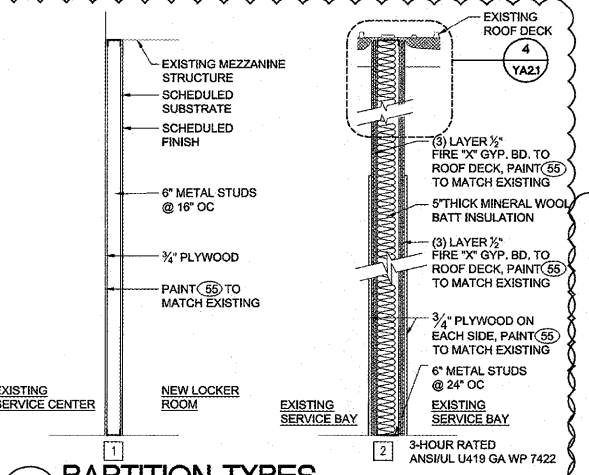 EXISTING MEZZANINE
STRUCTURE
SCHEDULED
SUBSTRATE
SCHEDULED
FINISH
6" METAL STUDS
@ 16" OC
¾" PLYWOOD
PAINT 55 TO
MATCH EXISTING
EXISTING
SERVICE CENTER
NEW LOCKER
ROOM
1
EXISTING
ROOF DECK
4
YA2.1
(3) LAYER ½"
FIRE "X" GYP. BD. TO
ROOF DECK, PAINT 55
TO MATCH EXISTING
5"THICK MINERAL WOOL
BATT INSULATION
(3) LAYER ½"
FIRE "X" GYP. BD. TO
ROOF DECK, PAINT 55
TO MATCH EXISTING
3/4" PLYWOOD ON
EACH SIDE, PAINT 55
TO MATCH EXISTING
6" METAL STUDS
@ 24" OC
EXISTING
SERVICE BAY
EXISTING
SERVICE BAY
2
3-HOUR RATED
ANSI/UL U419 GA WP 7422
PARTITION TYPES